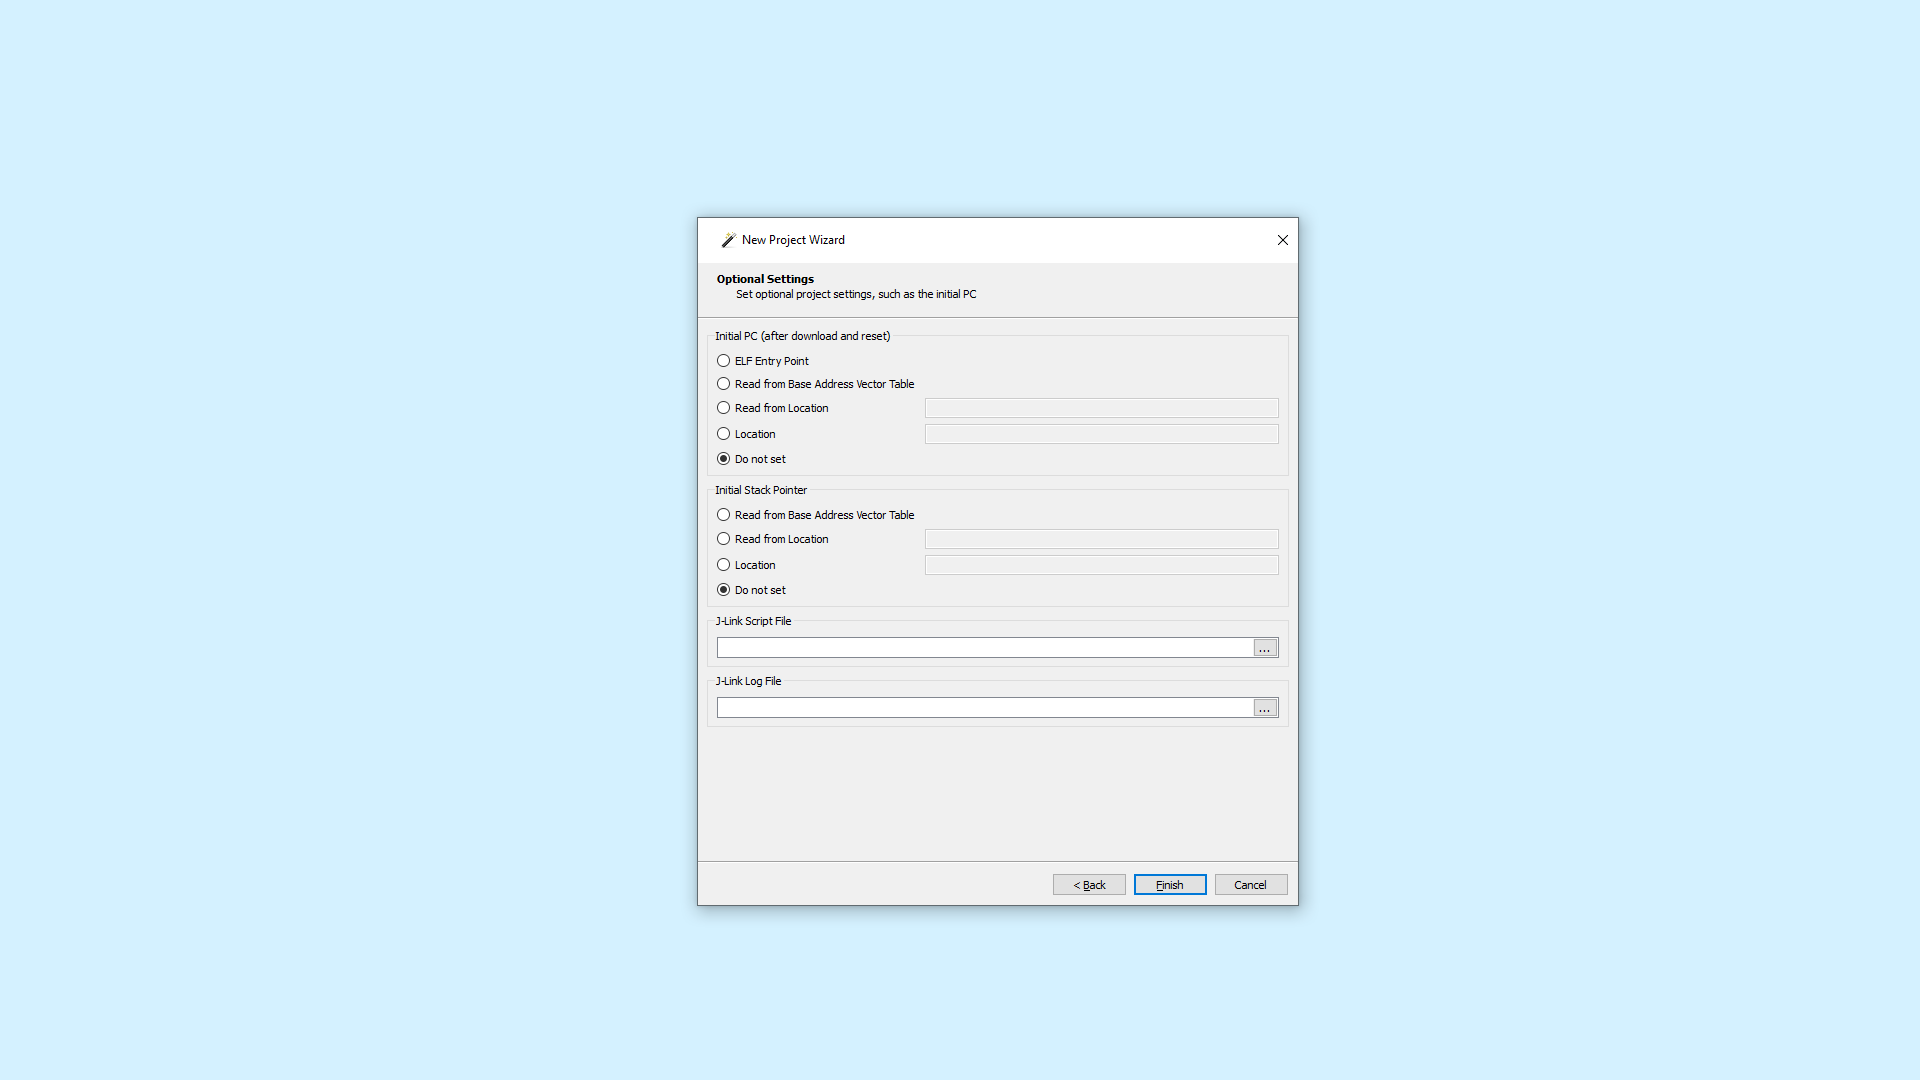 New Project Wizard
Optional Settings
Set optional project settings, such as the initial PC
Initial PC (after download and reset)
ELF Entry Point
Read from Base Address Vector Table
Read from Location
Location
Do not set
Initial Stack Pointer
Read from Base Address Vector Table
Read from Location
Location
Do not set
J-Link Script File
...
J-Link Log File
...
< Back Finish Cancel